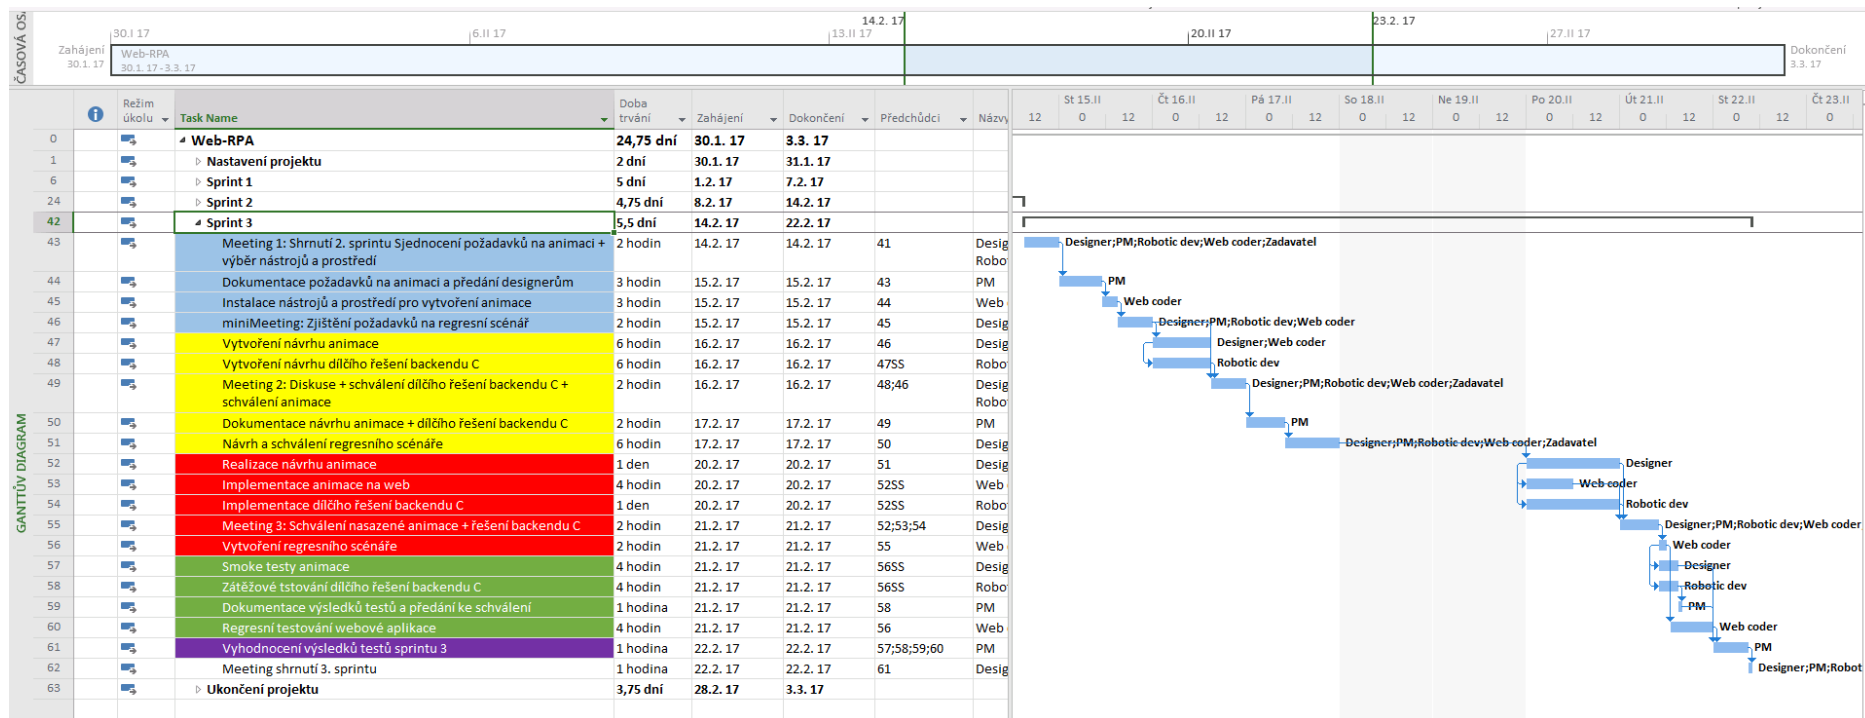 14.2. 17 23.2. 17
30.I 17 6.II 17 13.II 17 20.II 17 27.II 17
Zahájení
30.1. 17
Web-RPA
30.1. 17 - 3.3. 17
Dokončení
3.3. 17
ČASOVÁ OS
Režim úkolu Task Name Doba trvání Zahájení Dokončení Předchůdci Názvy
St 15.II Čt 16.II Pá 17.II So 18.II Ne 19.II Po 20.II Út 21.II St 22.II Čt 23.II
12 0 12 0 12 0 12 0 12 0 12 0 12 0 12 0 12 0
GANTTŮV DIAGRAM
0 Web-RPA 24,75 dní 30.1. 17 3.3. 17
1 Nastavení projektu 2 dní 30.1. 17 31.1. 17
6 Sprint 1 5 dní 1.2. 17 7.2. 17
24 Sprint 2 4,75 dní 8.2. 17 14.2. 17
42 Sprint 3 5,5 dní 14.2. 17 22.2. 17
43 Meeting 1: Shrnutí 2. sprintu Sjednocení požadavků na animaci + 2 hodin 14.2. 17 14.2. 17 41 Desig Designer;PM;Robotic dev;Web coder;Zadavatel
výběr nástrojů a prostředí Robo
44 Dokumentace požadavků na animaci a předání designerům 3 hodin 15.2. 17 15.2. 17 43 PM PM
45 Instalace nástrojů a prostředí pro vytvoření animace 3 hodin 15.2. 17 15.2. 17 44 Web Web coder
46 miniMeeting: Zjištění požadavků na regresní scénář 2 hodin 15.2. 17 15.2. 17 45 Desig Designer;PM;Robotic dev;Web coder
47 Vytvoření návrhu animace 6 hodin 16.2. 17 16.2. 17 46 Desig Designer;Web coder
48 Vytvoření návrhu dílčího řešení backendu C 6 hodin 16.2. 17 16.2. 17 47SS Robo Robotic dev
49 Meeting 2: Diskuse + schválení dílčího řešení backendu C + 2 hodin 16.2. 17 16.2. 17 48;46 Desig Designer;PM;Robotic dev;Web coder;Zadavatel
schválení animace Robo
50 Dokumentace návrhu animace + dílčího řešení backendu C 2 hodin 17.2. 17 17.2. 17 49 PM PM
51 Návrh a schválení regresního scénáře 6 hodin 17.2. 17 17.2. 17 50 Desig Designer;PM;Robotic dev;Web coder;Zadavatel
52 Realizace návrhu animace 1 den 20.2. 17 20.2. 17 51 Desig Designer
53 Implementace animace na web 4 hodin 20.2. 17 20.2. 17 52SS Web Web coder
54 Implementace dílčího řešení backendu C 1 den 20.2. 17 20.2. 17 52SS Robo Robotic dev
55 Meeting 3: Schválení nasazené animace + řešení backendu C 2 hodin 21.2. 17 21.2. 17 52;53;54 Desig Designer;PM;Robotic dev;Web coder
56 Vytvoření regresního scénáře 2 hodin 21.2. 17 21.2. 17 55 Web Web coder
57 Smoke testy animace 4 hodin 21.2. 17 21.2. 17 56SS Desig Designer
58 Zátěžové tstování dílčího řešení backendu C 4 hodin 21.2. 17 21.2. 17 56SS Robo Robotic dev
59 Dokumentace výsledků testů a předání ke schválení 1 hodina 21.2. 17 21.2. 17 58 PM PM
60 Regresní testování webové aplikace 4 hodin 21.2. 17 21.2. 17 56 Web Web coder
61 Vyhodnocení výsledků testů sprintu 3 1 hodina 22.2. 17 22.2. 17 57;58;59;60 PM PM
62 Meeting shrnutí 3. sprintu 1 hodina 22.2. 17 22.2. 17 61 Desig Designer;PM;Robot
63 Ukončení projektu 3,75 dní 28.2. 17 3.3. 17